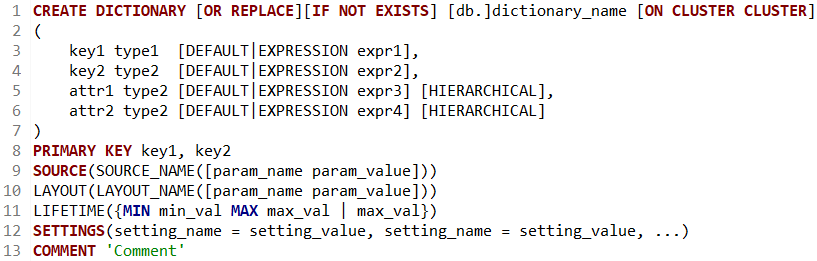 1 CREATE DICTIONARY [OR REPLACE][IF NOT EXISTS] [db.]dictionary_name [ON CLUSTER CLUSTER]
2 (
3     key1 type1  [DEFAULT|EXPRESSION expr1],
4     key2 type2  [DEFAULT|EXPRESSION expr2],
5     attr1 type2 [DEFAULT|EXPRESSION expr3] [HIERARCHICAL],
6     attr2 type2 [DEFAULT|EXPRESSION expr4] [HIERARCHICAL]
7 )
8 PRIMARY KEY key1, key2
9 SOURCE(SOURCE_NAME([param_name param_value]))
10 LAYOUT(LAYOUT_NAME([param_name param_value]))
11 LIFETIME({MIN min_val MAX max_val | max_val})
12 SETTINGS(setting_name = setting_value, setting_name = setting_value, ...)
13 COMMENT 'Comment'